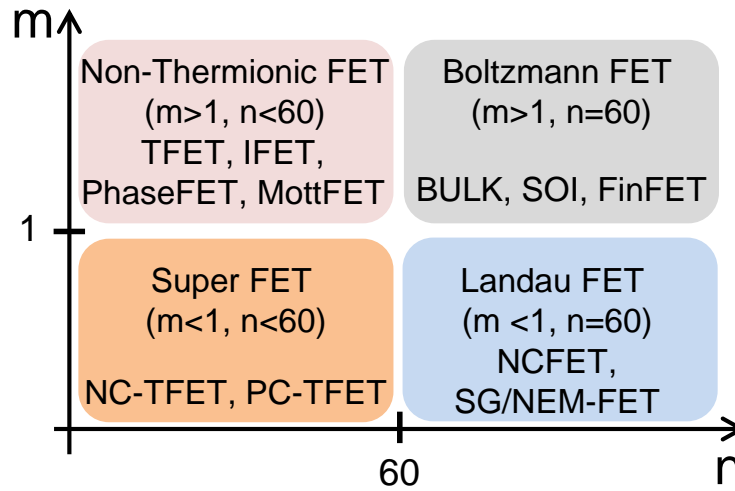 m
Non-Thermionic FET
(m>1, n<60)
TFET, IFET,
PhaseFET, MottFET
Boltzmann FET
(m>1, n=60)
BULK, SOI, FinFET
1
Super FET
(m<1, n<60)
NC-TFET, PC-TFET
Landau FET
(m <1, n=60)
NCFET,
SG/NEM-FET
60
n